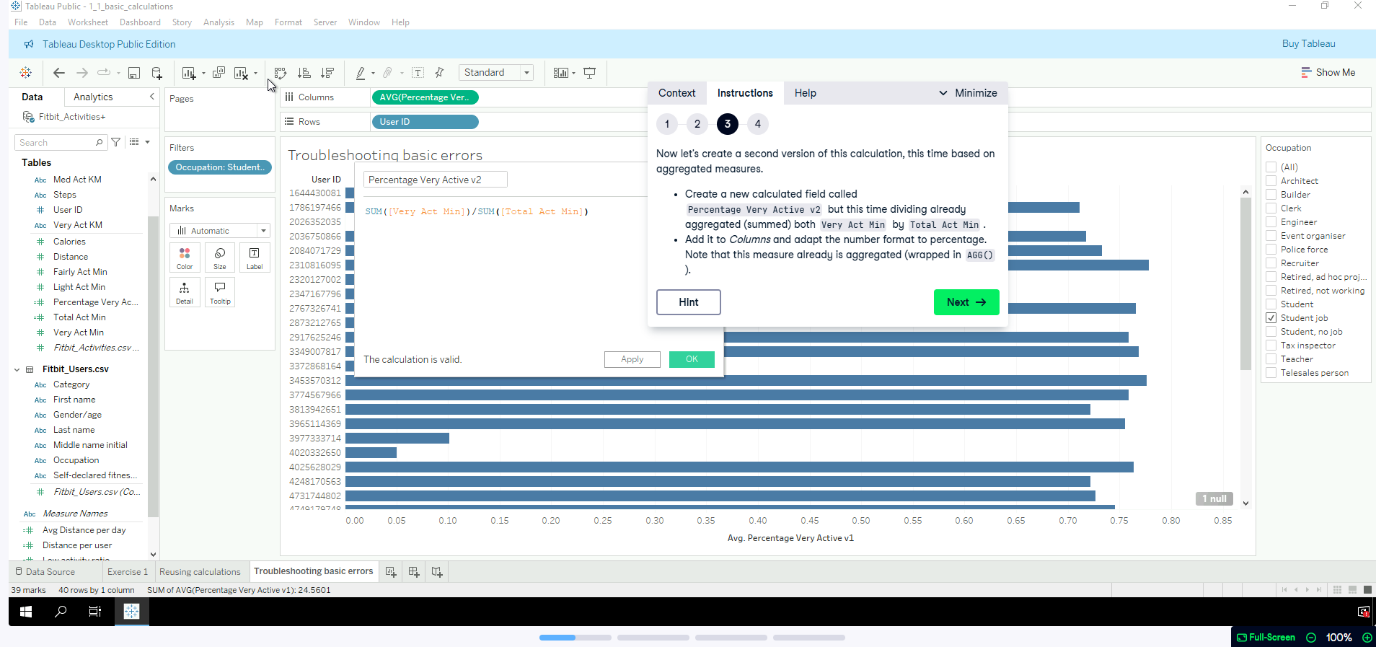 Tableau Public - 1_1_basic_calculations
File Data Worksheet Dashboard Story Analysis Map Format Server Window Help
Tableau Desktop Public Edition
Buy Tableau
Standard
Show Me
Data
Analytics
Fitbit_Activities+
Search
Tables
Abc Med Act KM
Abc Steps
# User ID
Abc Very Act KM
# Calories
# Distance
# Fairly Act Min
# Light Act Min
=# Percentage Very Ac...
=# Total Act Min
# Very Act Min
# Fitbit_Activities.csv ...
Fitbit_Users.csv
Abc Category
Abc First name
Abc Gender/age
Abc Last name
Abc Middle name initial
Abc Occupation
Abc Self-declared fitnes...
# Fitbit_Users.csv (Co...
Abc Measure Names
=# Avg Distance per day
=# Distance per user
=# Low activity ratio
Pages
Filters
Occupation: Student..
Marks
Automatic
Color
Size
Label
Detail
Tooltip
Columns
AVG(Percentage Ver..
Rows
User ID
Troubleshooting basic errors
User ID
1644430081
1786197466
2026352035
2036750866
2084071729
2310816095
2320127002
2347167796
2767326741
2873212765
2917625246
3349007817
3372868164
3453570312
3774567966
3813942651
3965114369
3977333714
4020332650
4025628029
4248170563
4731744802
Percentage Very Active v2
SUM([Very Act Min])/SUM([Total Act Min])
The calculation is valid.
Apply
OK
0.00 0.05 0.10 0.15 0.20 0.25 0.30 0.35 0.40 0.45 0.50 0.55 0.60 0.65 0.70 0.75 0.80 0.85
Avg. Percentage Very Active v1
1 null
Context
Instructions
Help
Minimize
1 2 3 4
Now let's create a second version of this calculation, this time based on
aggregated measures.
• Create a new calculated field called
Percentage Very Active v2 but this time dividing already
aggregated (summed) both Very Act Min by Total Act Min .
• Add it to Columns and adapt the number format to percentage.
Note that this measure already is aggregated (wrapped in AGG()
).
Hint
Next →
Occupation
(All)
Architect
Builder
Clerk
Engineer
Event organiser
Police force
Recruiter
Retired, ad hoc proj...
Retired, not working
Student
Student job
Student, no job
Tax inspector
Teacher
Telesales person
Data Source
Exercise 1
Reusing calculations
Troubleshooting basic errors
39 marks 40 rows by 1 column SUM of AVG(Percentage Very Active v1): 24.5601
Full-Screen
100%